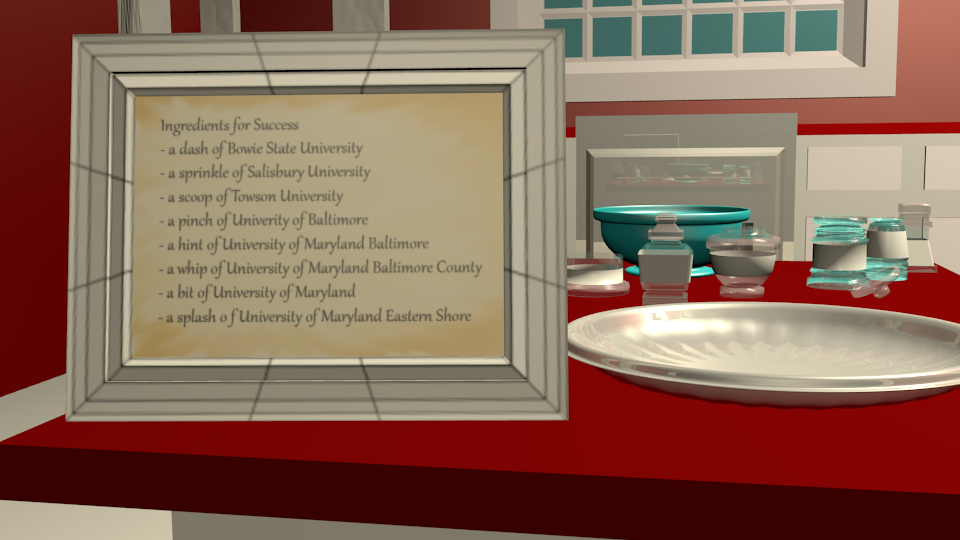 Ingredients for Success
- a dash of Bowie State University
- a sprinkle of Salisbury University
- a scoop of Towson University
- a pinch of Univerity of Baltimore
- a hint of University of Maryland Baltimore
- a whip of University of Maryland Baltimore County
- a bit of University of Maryland
- a splash o f University of Maryland Eastern Shore